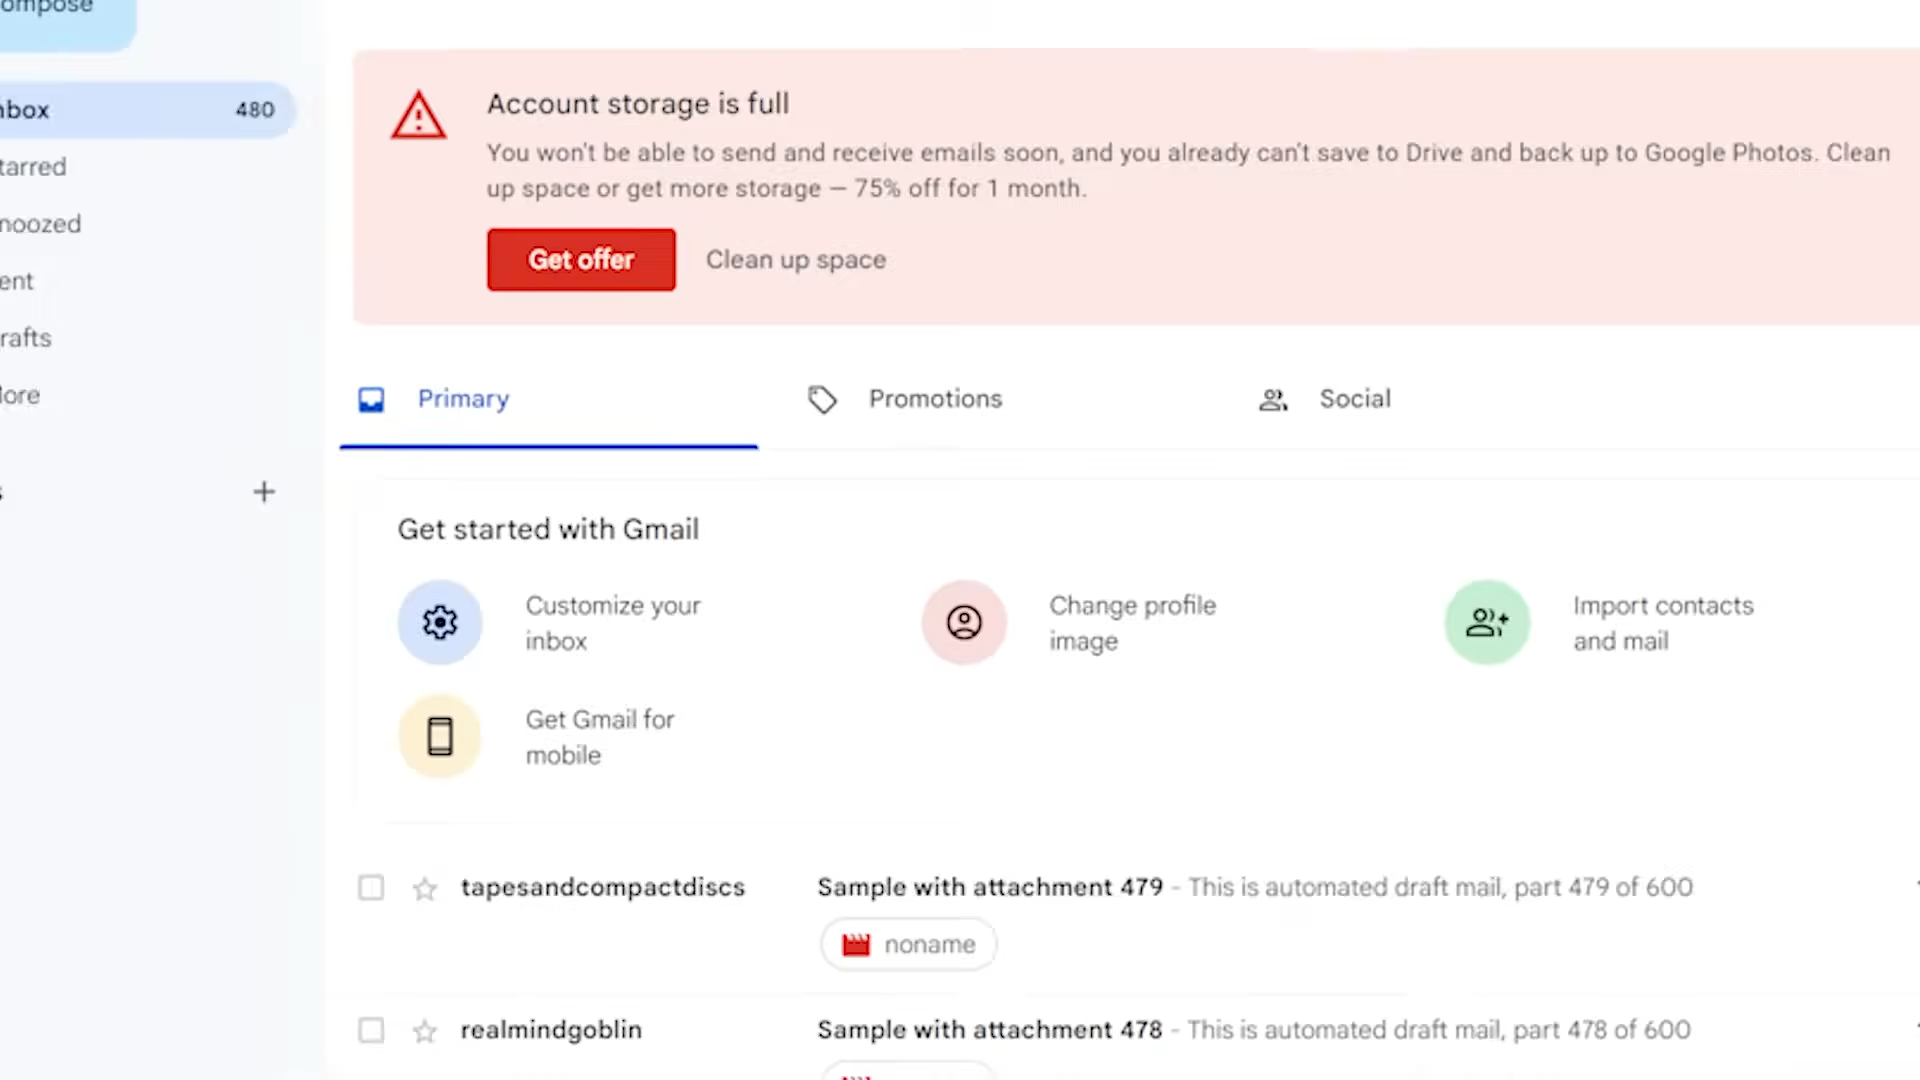 ompose
nbox 480
tarred
noozed
ent
rafts
lore
s
Account storage is full
You won't be able to send and receive emails soon, and you already can't save to Drive and back up to Google Photos. Clean
up space or get more storage — 75% off for 1 month.
Get offer Clean up space
Primary Promotions Social
Get started with Gmail
Customize your
inbox
Change profile
image
Import contacts
and mail
Get Gmail for
mobile
tapesandcompactdiscs Sample with attachment 479 - This is automated draft mail, part 479 of 600
noname
realmindgoblin Sample with attachment 478 - This is automated draft mail, part 478 of 600